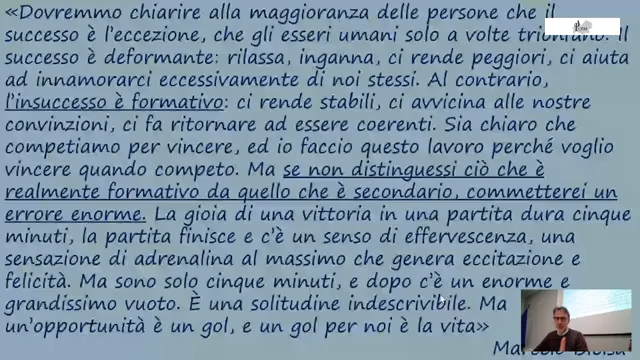 «Dovremmo chiarire alla maggioranza delle persone che il
successo è l'eccezione, che gli esseri umani solo a volte trionfano. Il
successo è deformante: rilassa, inganna, ci rende peggiori, ci aiuta
ad innamorarci eccessivamente di noi stessi. Al contrario,
l'insuccesso è formativo: ci rende stabili, ci avvicina alle nostre
convinzioni, ci fa ritornare ad essere coerenti. Sia chiaro che
competiamo per vincere, ed io faccio questo lavoro perché voglio
vincere quando competo. Ma se non distinguessi ciò che è
realmente formativo da quello che è secondario, commetterei un
errore enorme. La gioia di una vittoria in una partita dura cinque
minuti, la partita finisce e c'è un senso di effervescenza, una
sensazione di adrenalina al massimo che genera eccitazione e
felicità. Ma sono solo cinque minuti, e dopo c'è un enorme e
grandissimo vuoto. È una solitudine indescrivibile. Ma
un'opportunità è un gol, e un gol per noi è la vita»